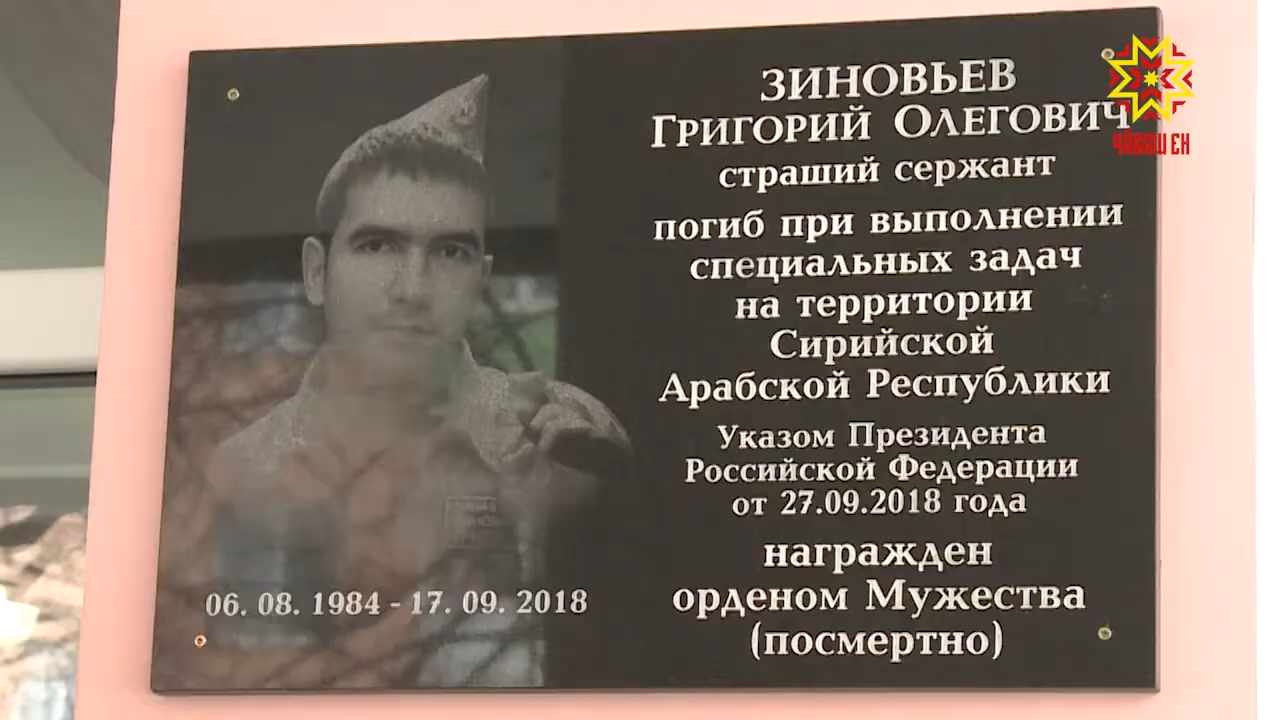 ЗИНОВЬЕВ
ГРИГОРИЙ ОЛЕГОВИЧ
страший сержант
погиб при выполнении
специальных задач
на территории
Сирийской
Арабской Республики
Указом Президента
Российской Федерации
от 27.09.2018 года
награжден
орденом Мужества
(посмертно)
06. 08. 1984 - 17. 09. 2018
ЧӐВАШ ЕН